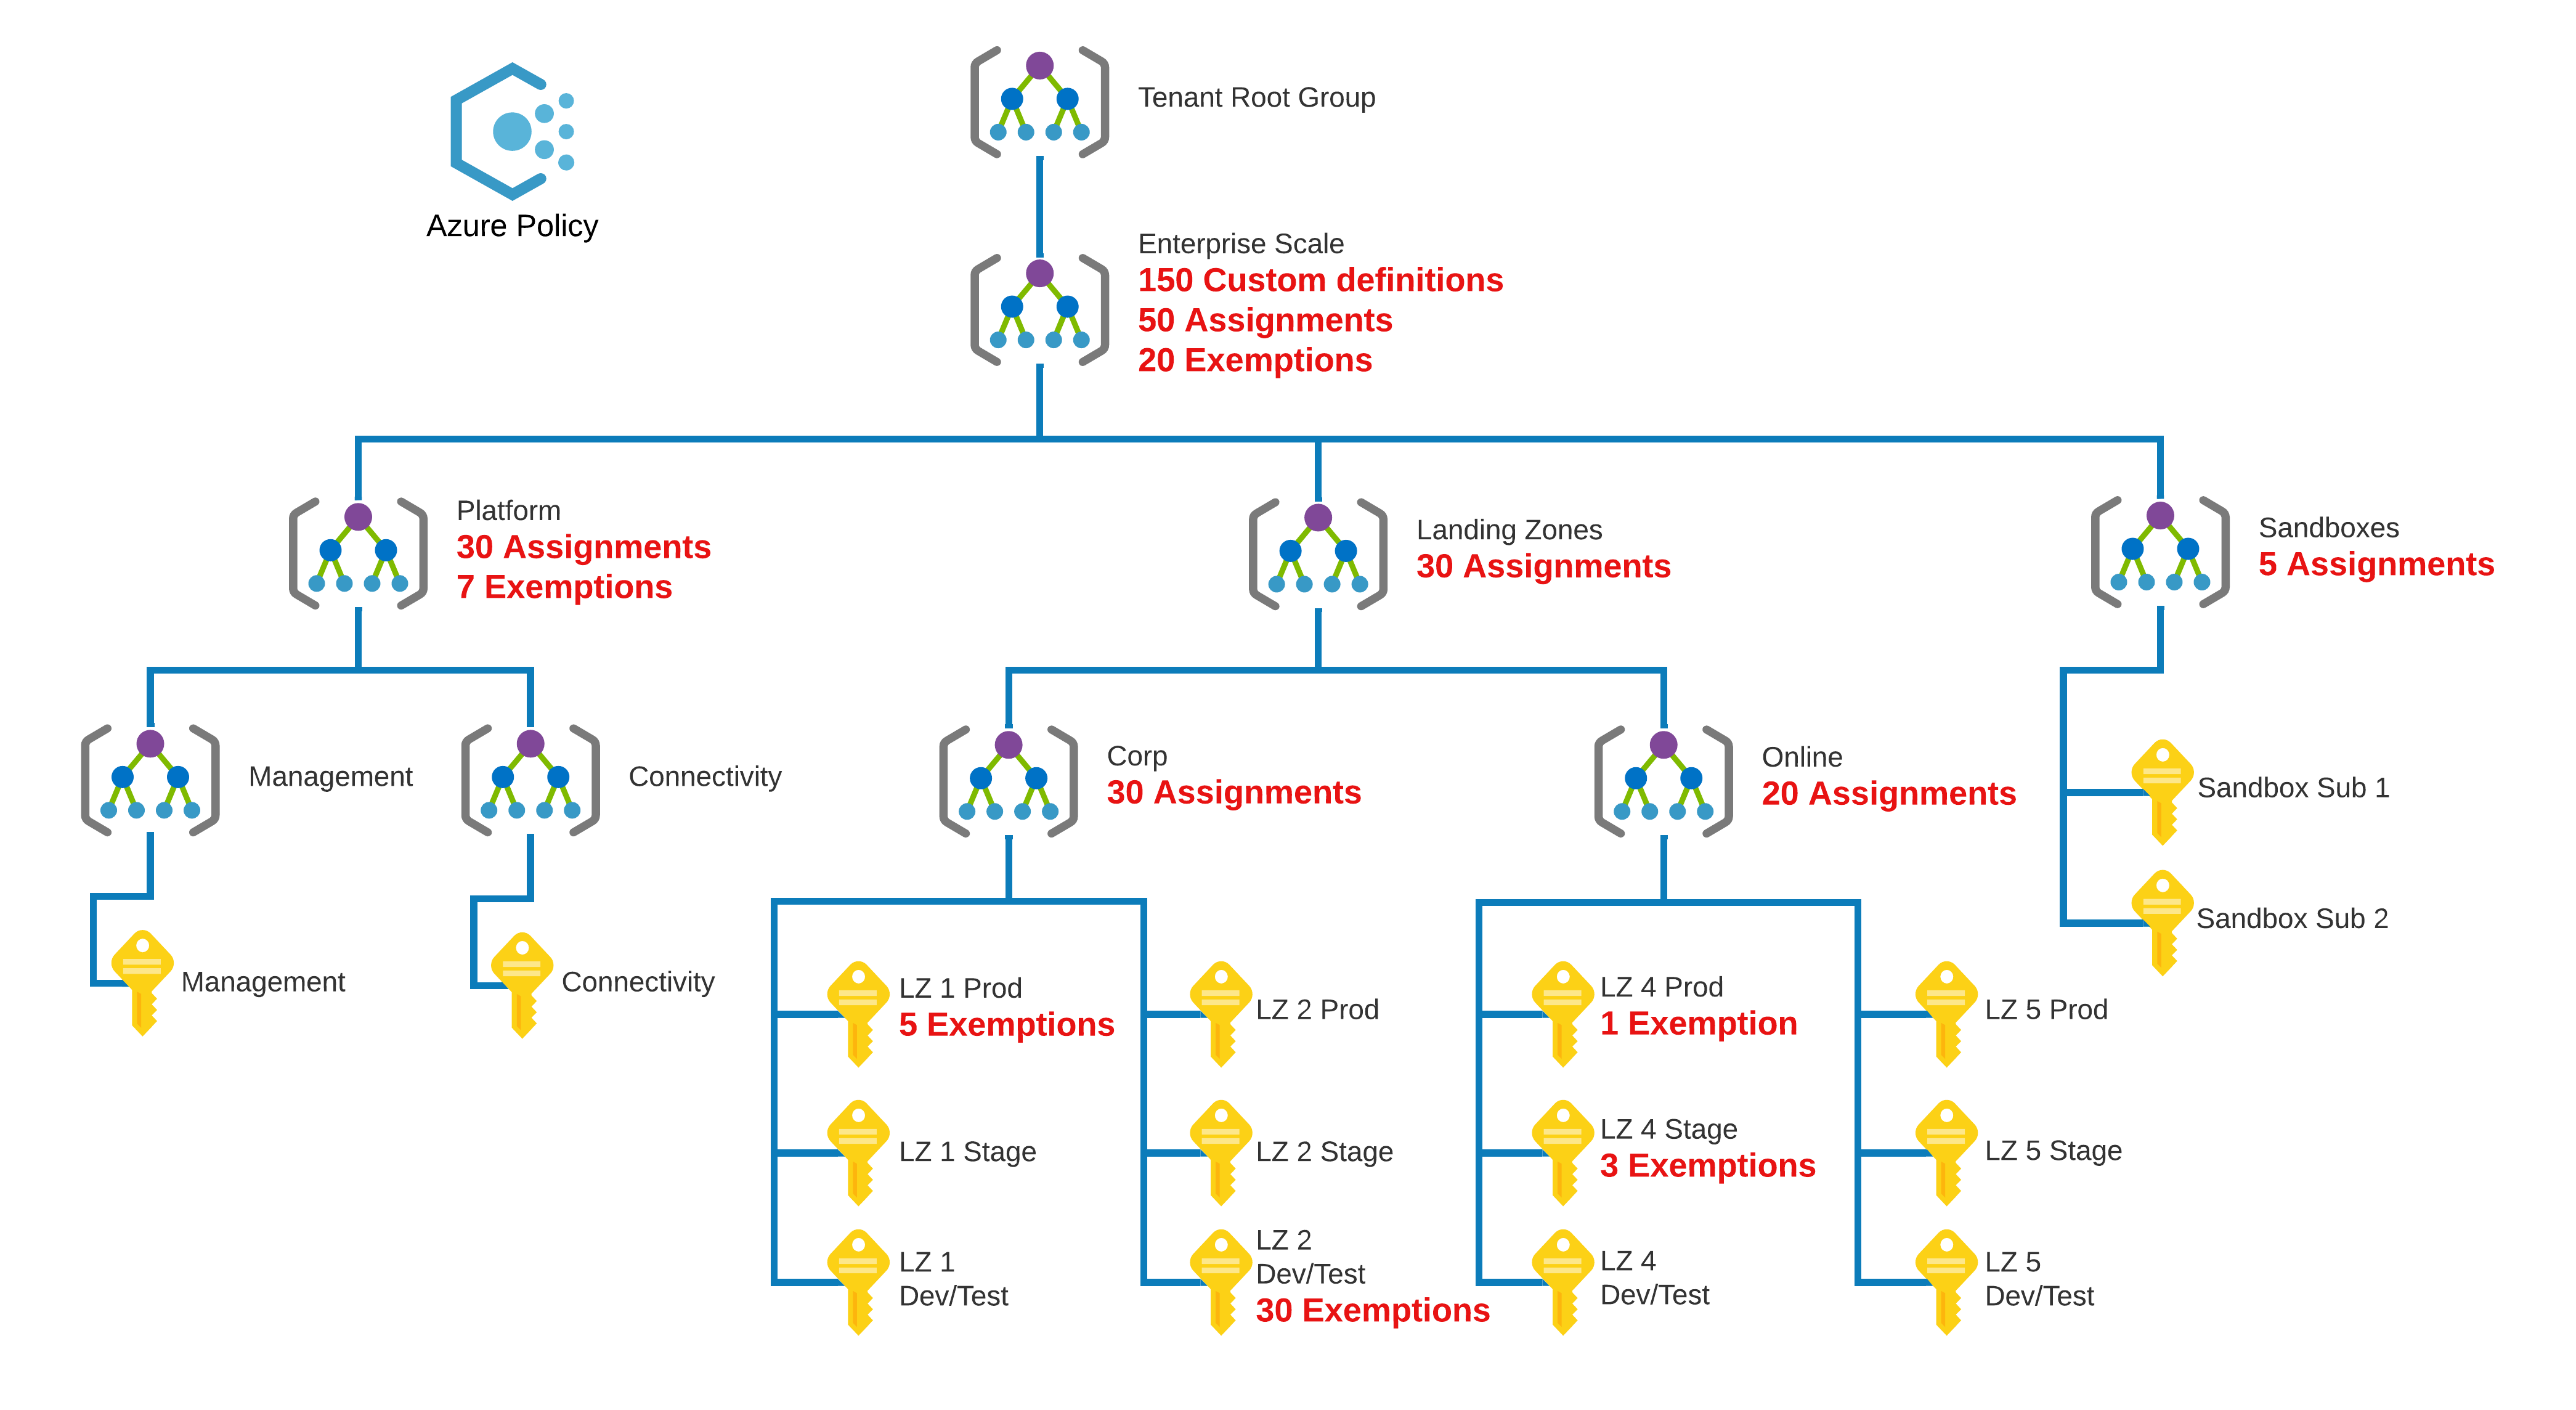 Azure Policy
Tenant Root Group
Enterprise Scale
150 Custom definitions
50 Assignments
20 Exemptions
Platform
30 Assignments
7 Exemptions
Landing Zones
30 Assignments
Sandboxes
5 Assignments
Management
Connectivity
Corp
30 Assignments
Online
20 Assignments
Sandbox Sub 1
Sandbox Sub 2
Management
Connectivity
LZ 1 Prod
5 Exemptions
LZ 2 Prod
LZ 4 Prod
1 Exemption
LZ 5 Prod
LZ 1 Stage
LZ 2 Stage
LZ 4 Stage
3 Exemptions
LZ 5 Stage
LZ 1
Dev/Test
LZ 2
Dev/Test
30 Exemptions
LZ 4
Dev/Test
LZ 5
Dev/Test